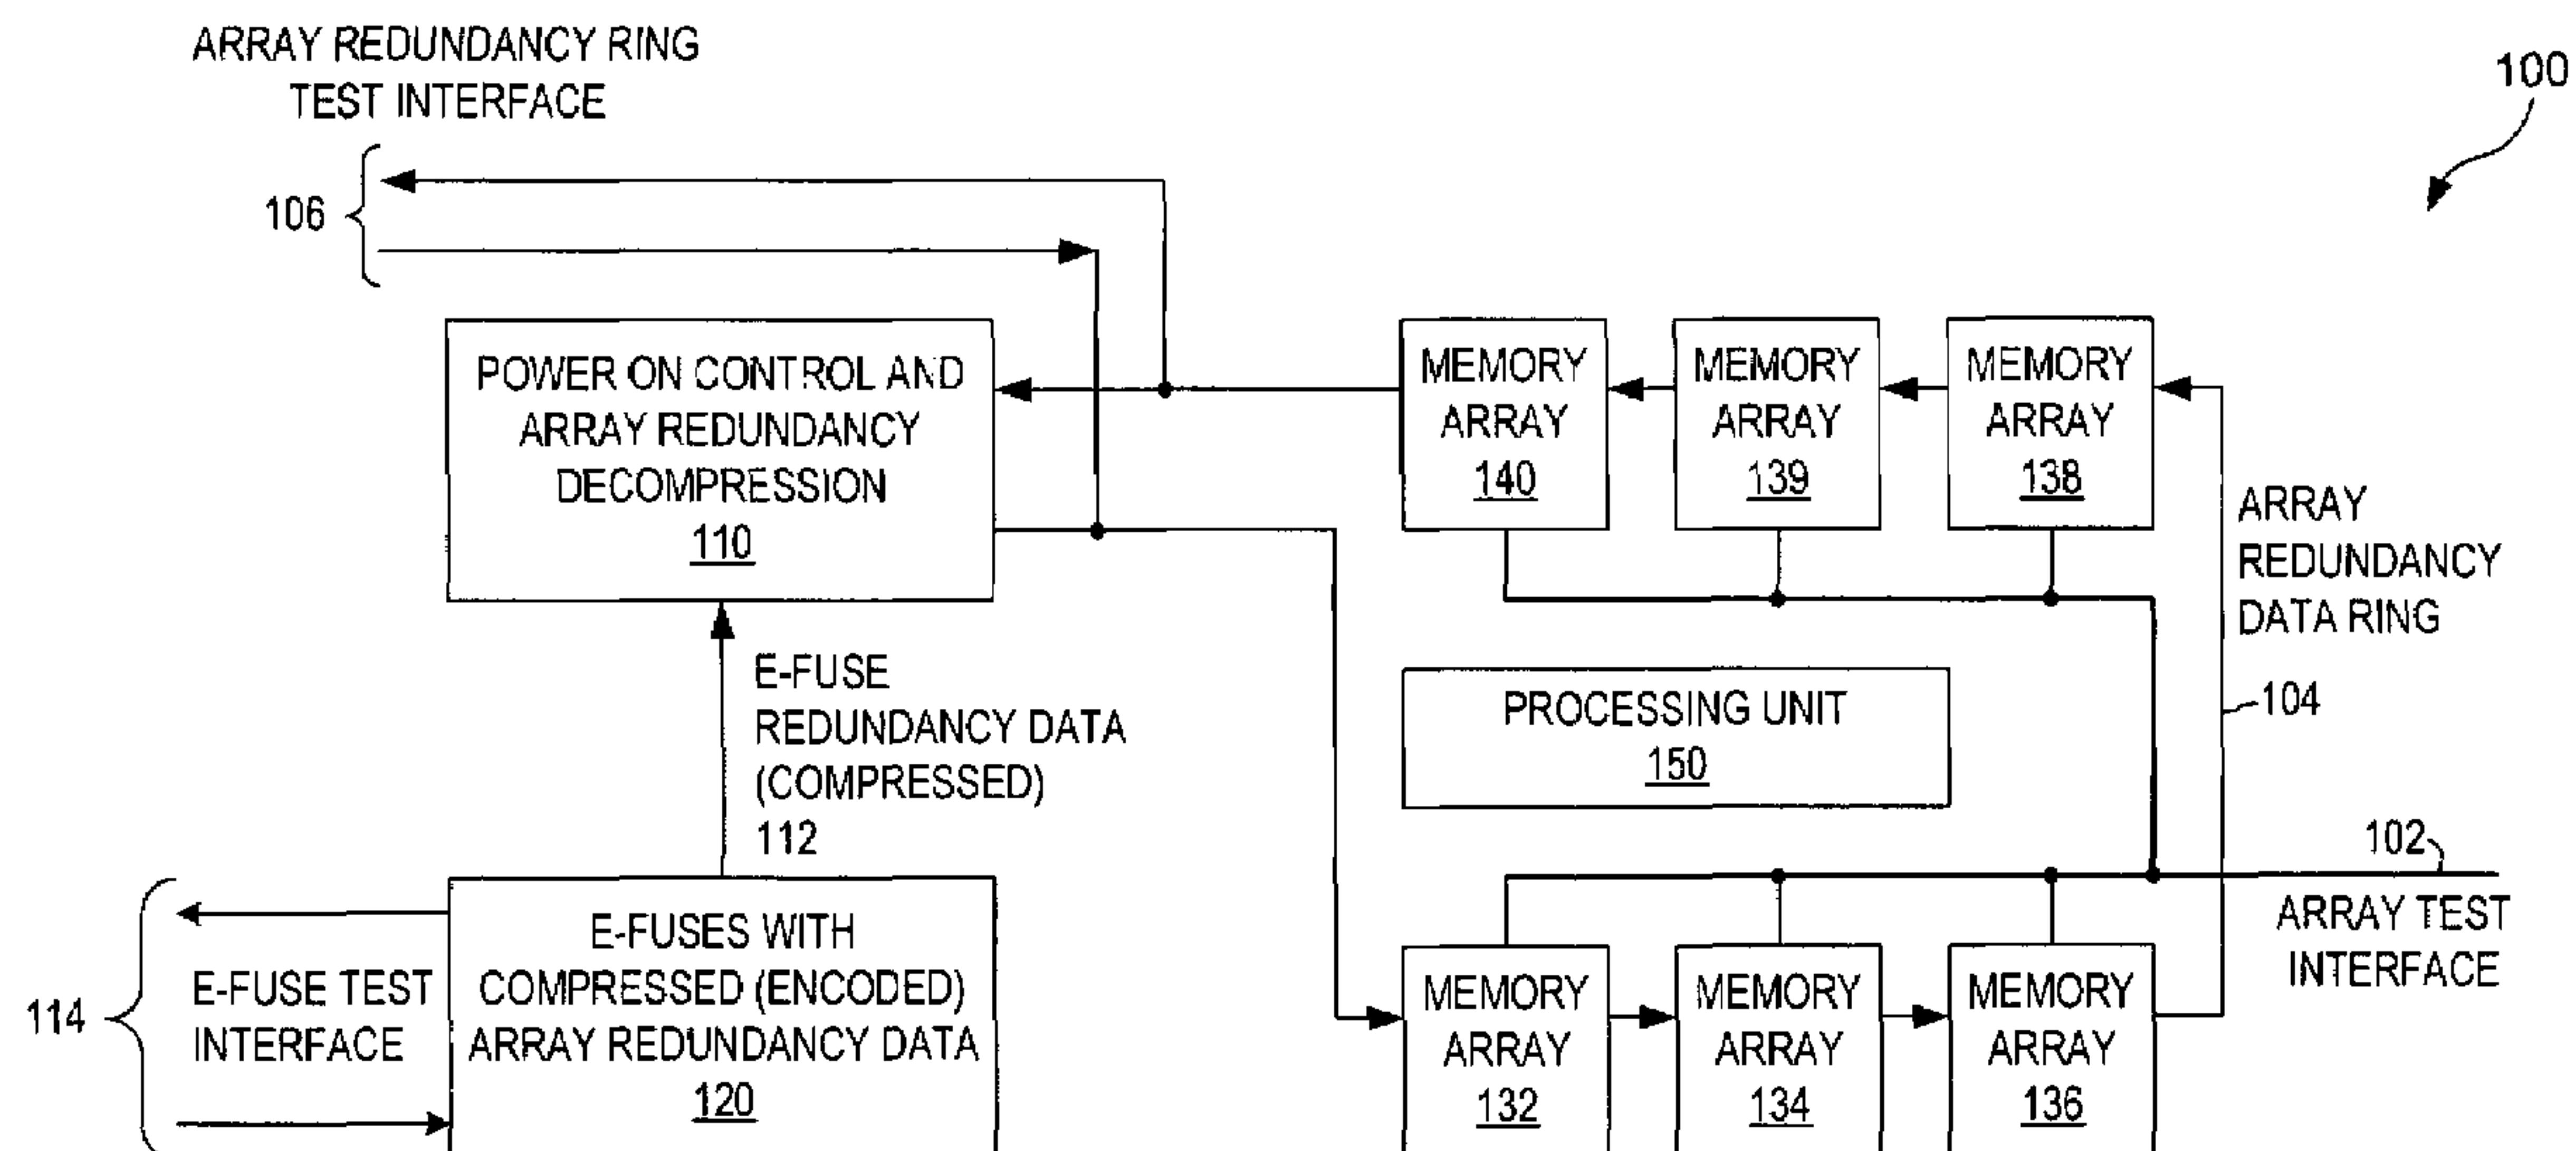 ARRAY REDUNDANCY RING
TEST INTERFACE
100
106
POWER ON CONTROL AND
ARRAY REDUNDANCY
DECOMPRESSION
110
MEMORY
ARRAY
140
MEMORY
ARRAY
139
MEMORY
ARRAY
138
ARRAY
REDUNDANCY
DATA RING
104
E-FUSE
REDUNDANCY DATA
(COMPRESSED)
112
PROCESSING UNIT
150
102
ARRAY TEST
INTERFACE
114
E-FUSE TEST
INTERFACE
E-FUSES WITH
COMPRESSED (ENCODED)
ARRAY REDUNDANCY DATA
120
MEMORY
ARRAY
132
MEMORY
ARRAY
134
MEMORY
ARRAY
136